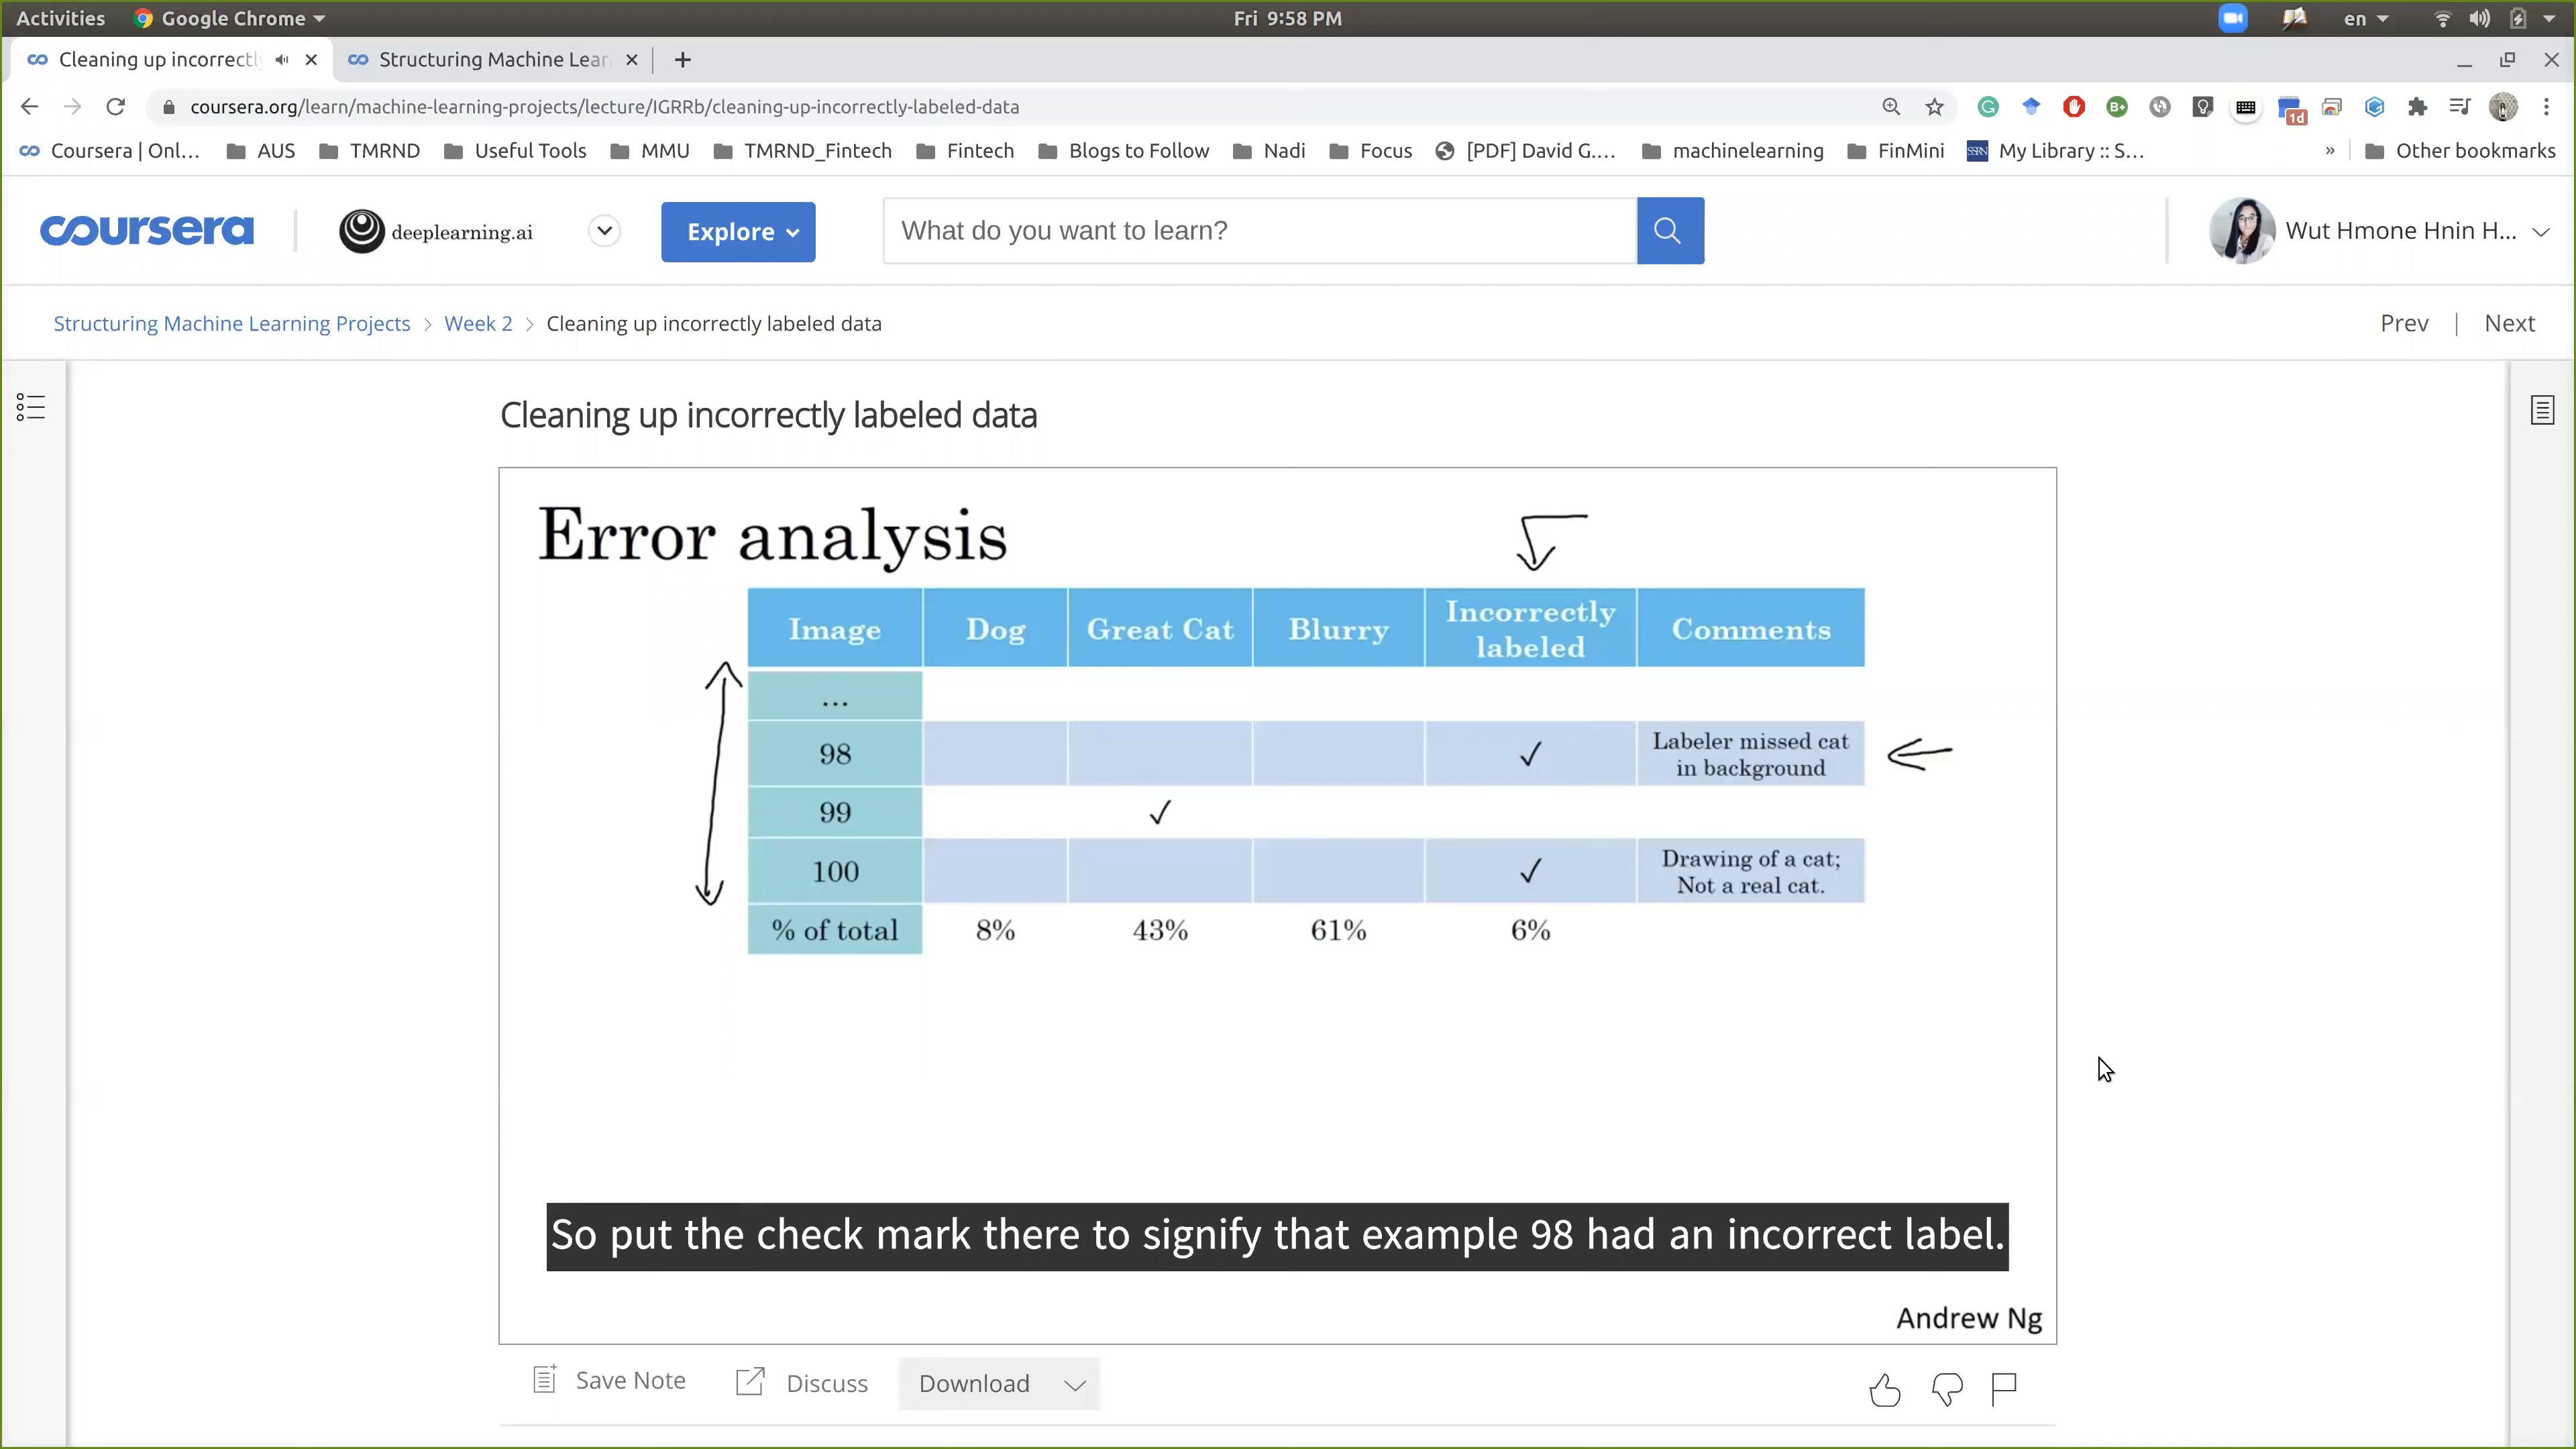 Activities Google Chrome Fri 9:58 PM en
Cleaning up incorrectly Structuring Machine Lear
coursera.org/learn/machine-learning-projects/lecture/IGRRb/cleaning-up-incorrectly-labeled-data
1d
Coursera | Onl... AUS TMRND Useful Tools MMU TMRND_Fintech Fintech Blogs to Follow Nadi Focus [PDF] David G.... machinelearning FinMini SSRN My Library :: S... » Other bookmarks
coursera deeplearning.ai Explore What do you want to learn? Wut Hmone Hnin H...
Structuring Machine Learning Projects > Week 2 > Cleaning up incorrectly labeled data Prev | Next
Cleaning up incorrectly labeled data
Error analysis
Image Dog Great Cat Blurry Incorrectly labeled Comments
...
98 ✓ Labeler missed cat in background
99 ✓
100 ✓ Drawing of a cat; Not a real cat.
% of total 8% 43% 61% 6%
So put the check mark there to signify that example 98 had an incorrect label.
Andrew Ng
Save Note Discuss Download